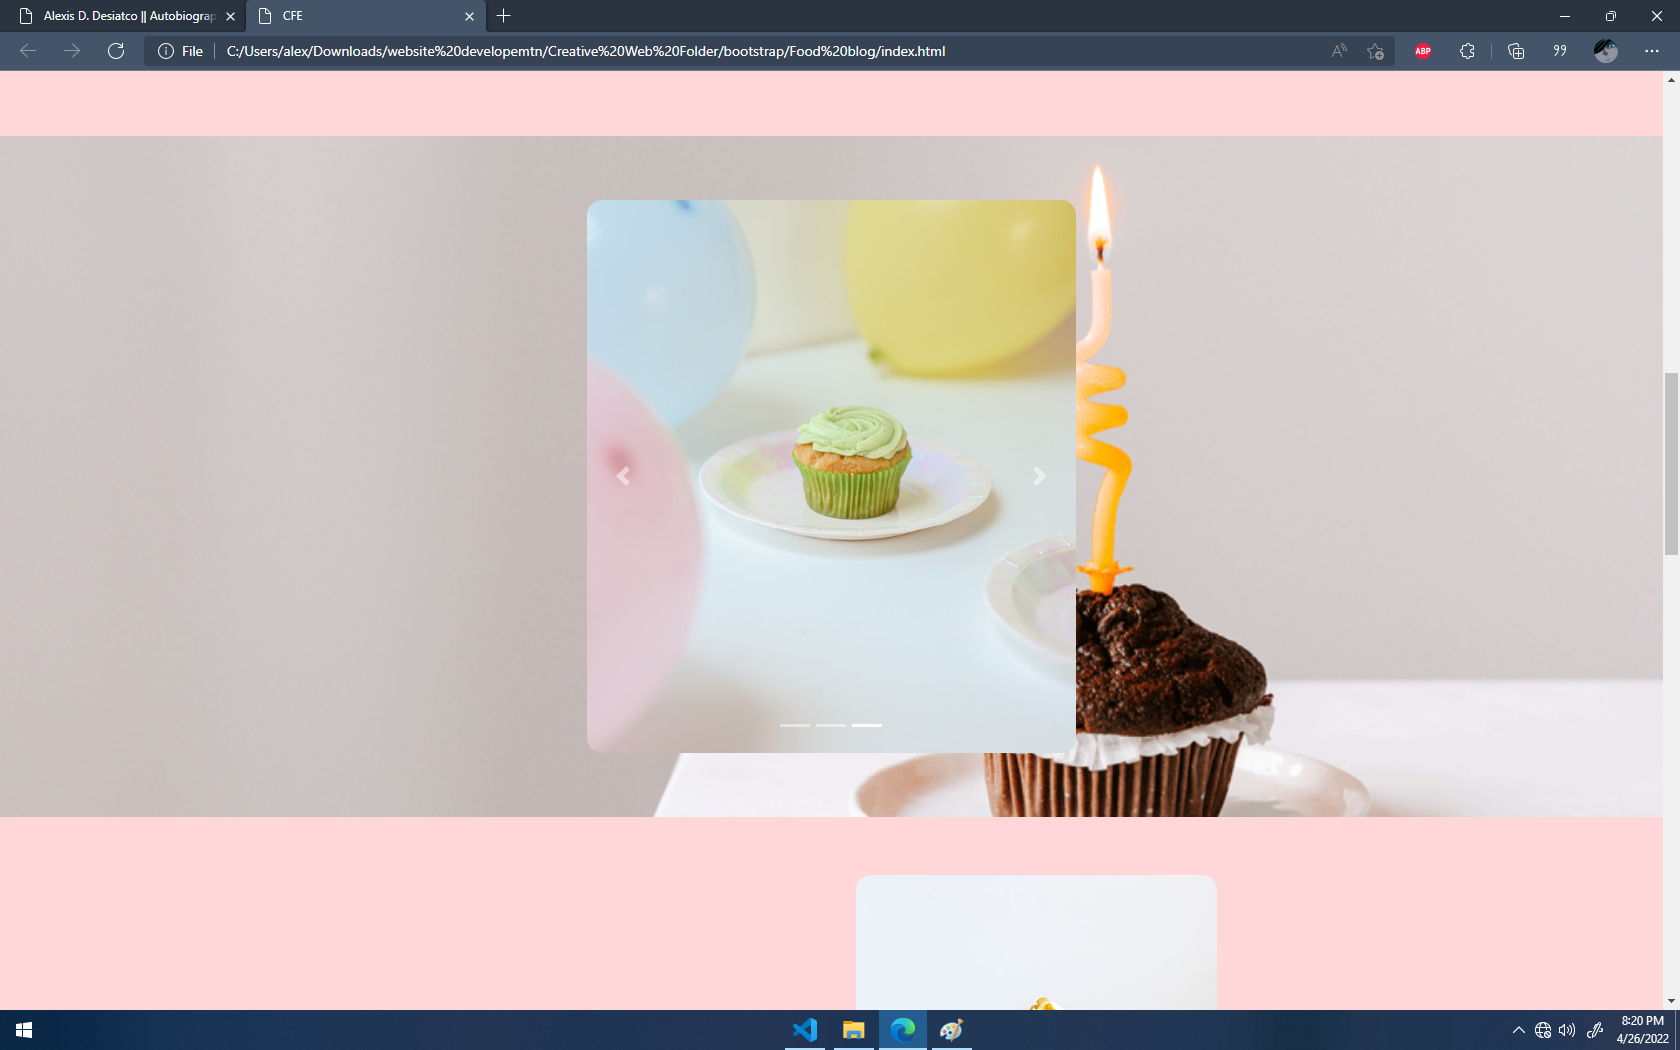 Alexis D. Desiatco || Autobiograp
CFE
File
C:/Users/alex/Downloads/website%20developemtn/Creative%20Web%20Folder/bootstrap/Food%20blog/index.html
ABP
8:20 PM
4/26/2022